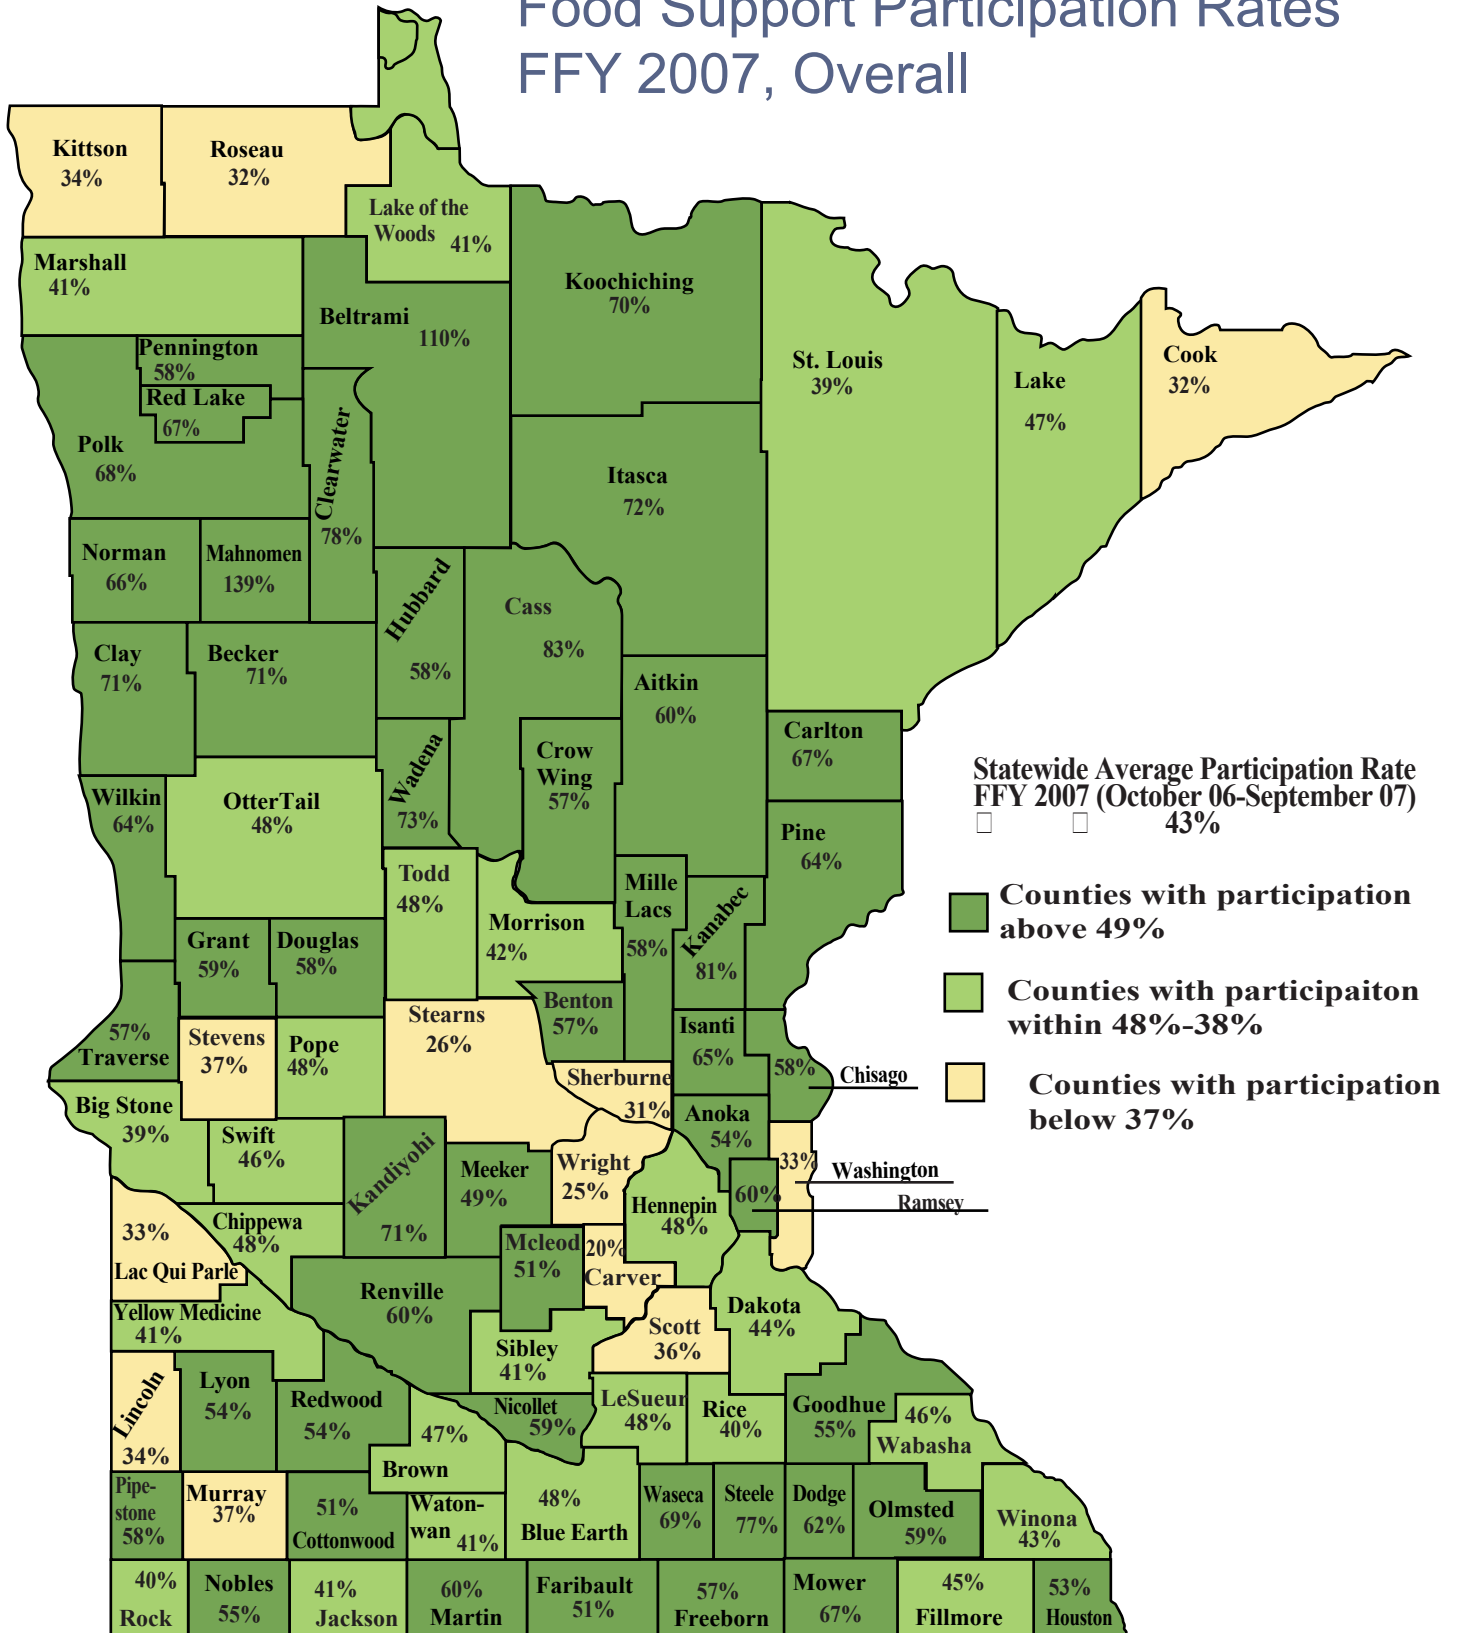 Food Support Participation Rates
FFY 2007, Overall
Kittson
34%
Roseau
32%
Lake of the
Woods 41%
Marshall
41%
Koochiching
70%
Beltrami
110%
Pennington
58%
Red Lake
67%
Polk
68%
Clearwater
78%
St. Louis
39%
Lake
47%
Cook
32%
Itasca
72%
Norman
66%
Mahnomen
139%
Hubbard
58%
Cass
83%
Clay
71%
Becker
71%
Aitkin
60%
Carlton
67%
Crow
Wing
57%
Wadena
73%
Wilkin
64%
OtterTail
48%
Pine
64%
Statewide Average Participation Rate
FFY 2007 (October 06-September 07)
43%
Counties with participation
above 49%
Counties with participaiton
within 48%-38%
Counties with participation
below 37%
Todd
48%
Morrison
42%
Mille
Lacs
58%
Kanabec
81%
Grant
59%
Douglas
58%
Benton
57%
Isanti
65%
58%
Chisago
57%
Traverse
Stevens
37%
Pope
48%
Stearns
26%
Sherburne
31%
Anoka
54%
Big Stone
39%
Swift
46%
Kandiyohi
71%
Meeker
49%
Wright
25%
Hennepin
48%
60%
33%
Washington
Ramsey
33%
Lac Qui Parle
Chippewa
48%
Mcleod
51%
20%
Carver
Renville
60%
Yellow Medicine
41%
Sibley
41%
Scott
36%
Dakota
44%
Lincoln
34%
Lyon
54%
Redwood
54%
47%
Brown
Nicollet
59%
LeSueur
48%
Rice
40%
Goodhue
55%
46%
Wabasha
Pipe-
stone
58%
Murray
37%
51%
Cottonwood
Waton-
wan 41%
48%
Blue Earth
Waseca
69%
Steele
77%
Dodge
62%
Olmsted
59%
Winona
43%
40%
Rock
Nobles
55%
41%
Jackson
60%
Martin
Faribault
51%
57%
Freeborn
Mower
67%
45%
Fillmore
53%
Houston